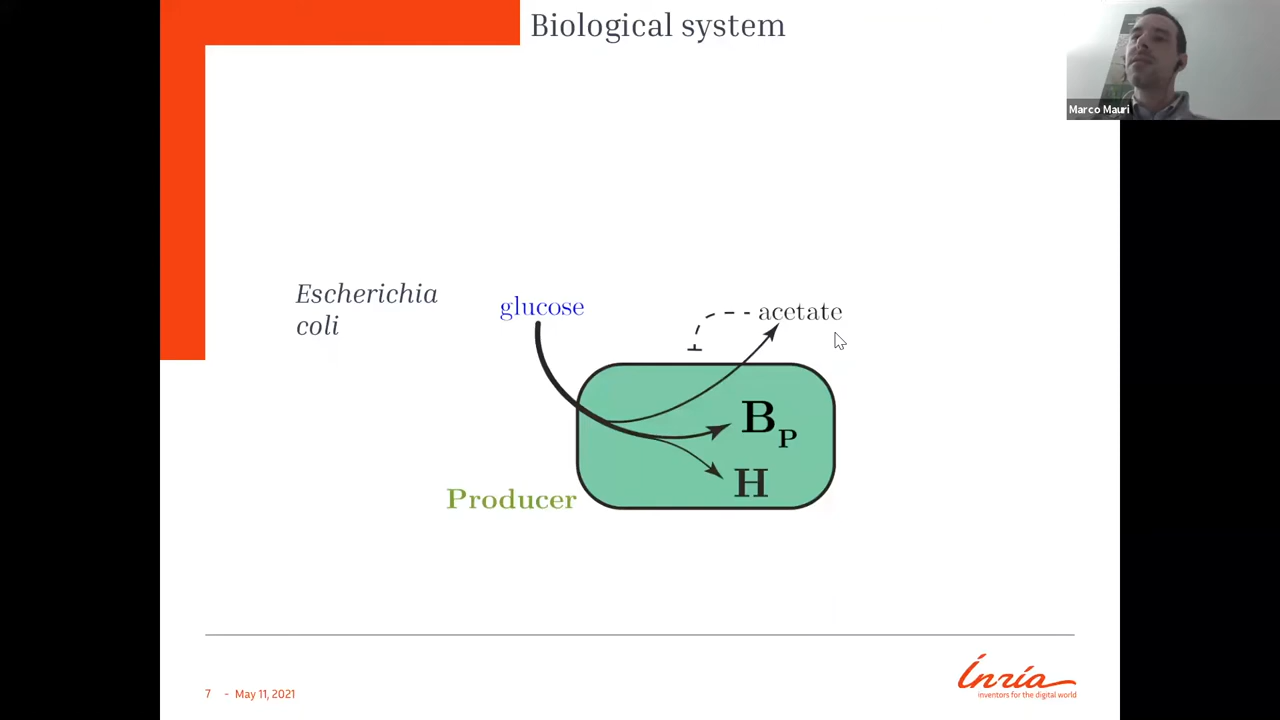 Biological system
Marco Mauri
Escherichia
coli
glucose
acetate
B_P
H
Producer
7 - May 11, 2021
Inria
inventors for the digital world